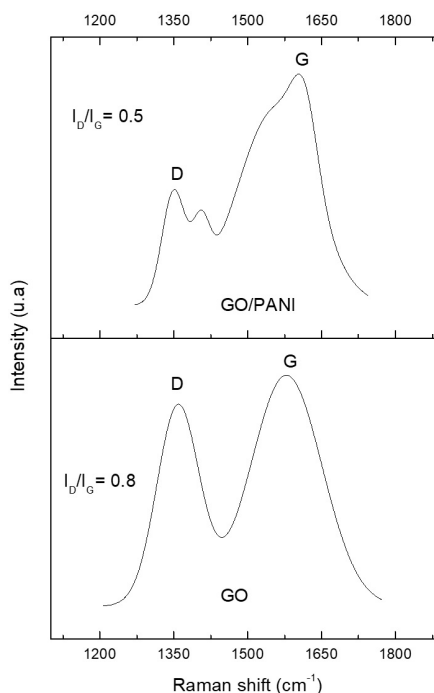 1200 1350 1500 1650 1800
G
I_D/I_G= 0.5
D
GO/PANI
Intensity (u.a)
G
D
I_D/I_G= 0.8
GO
1200 1350 1500 1650 1800
Raman shift (cm⁻¹)